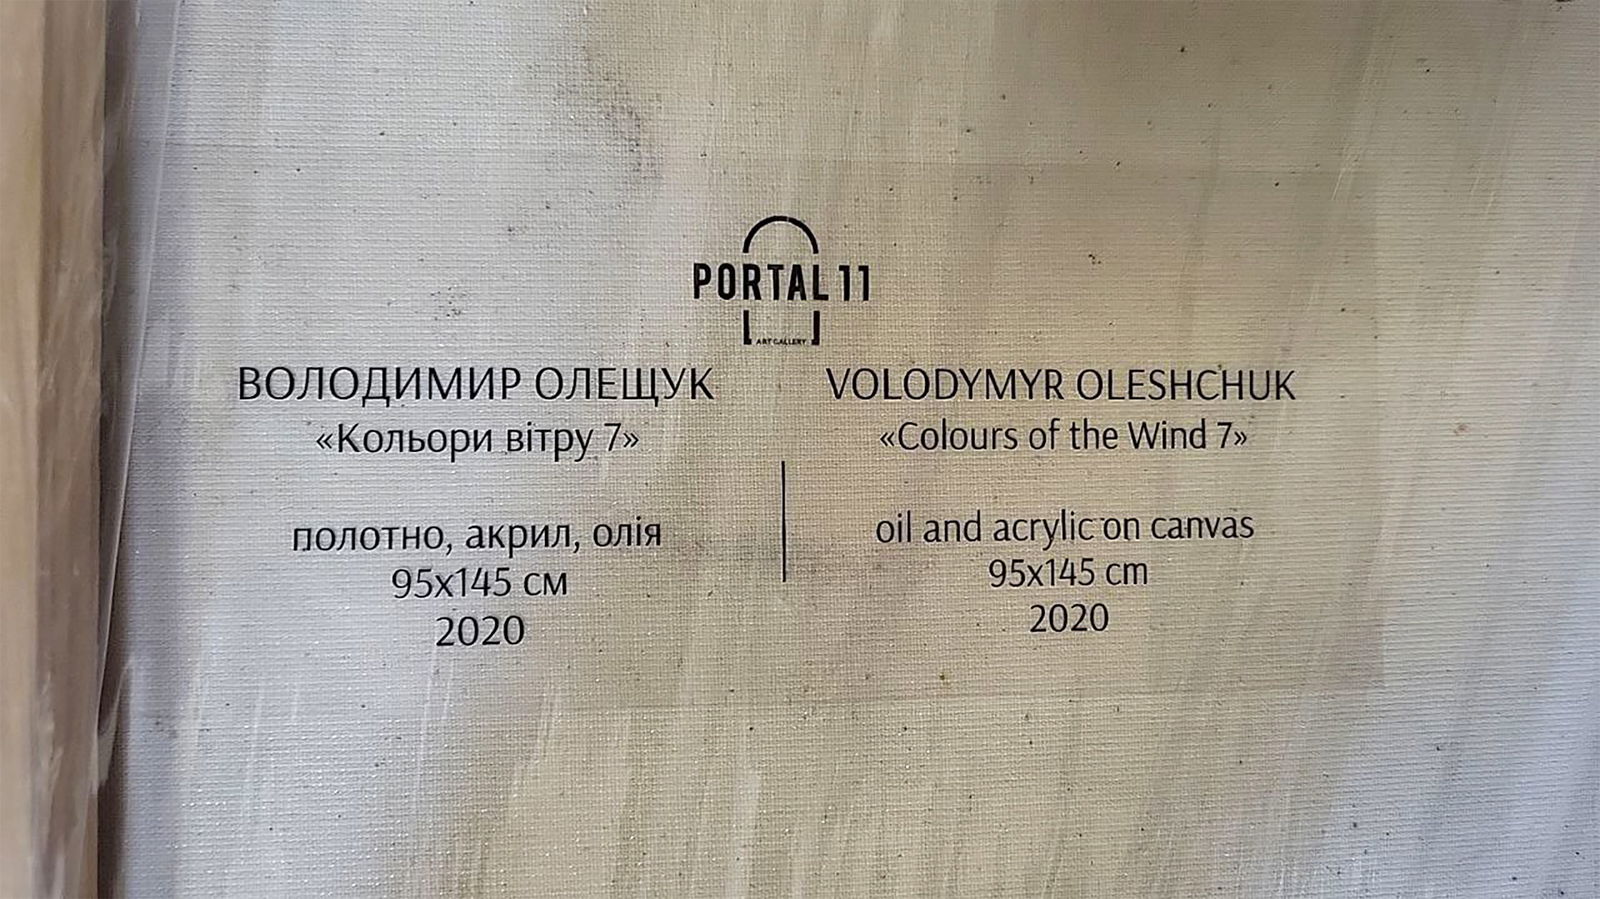 PORTAL 11
ART GALLERY
ВОЛОДИМИР ОЛЕЩУК
«Кольори вітру 7»
полотно, акрил, олія
95x145 см
2020
VOLODYMYR OLESHCHUK
«Colours of the Wind 7»
oil and acrylic on canvas
95x145 cm
2020